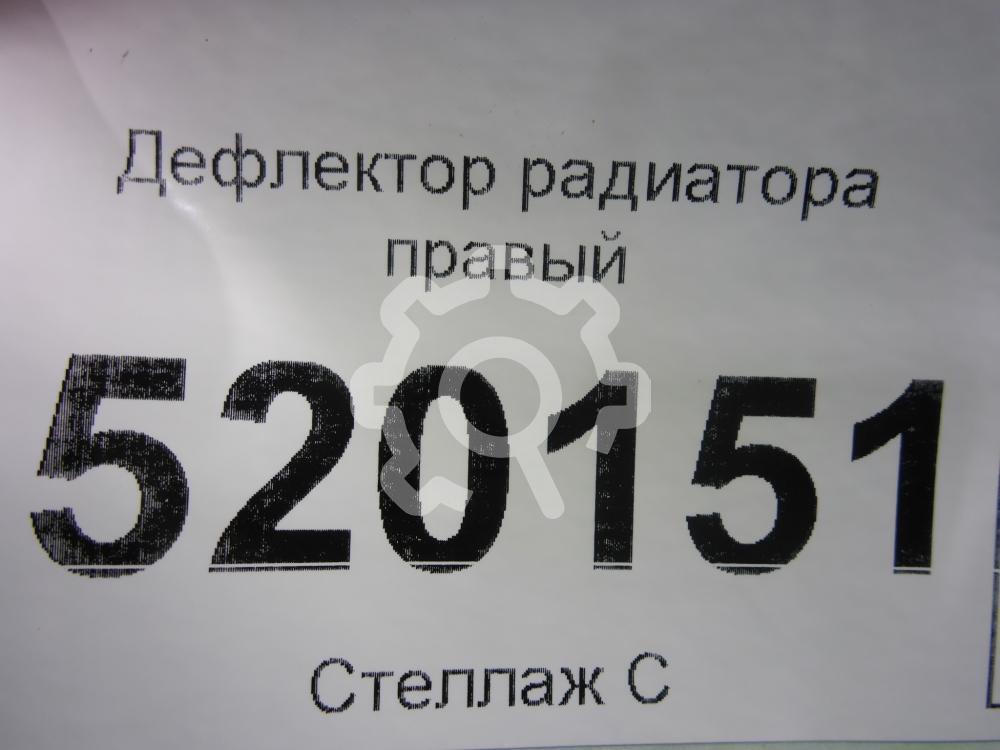 Дефлектор радиатора
правый
520151
Стеллаж С